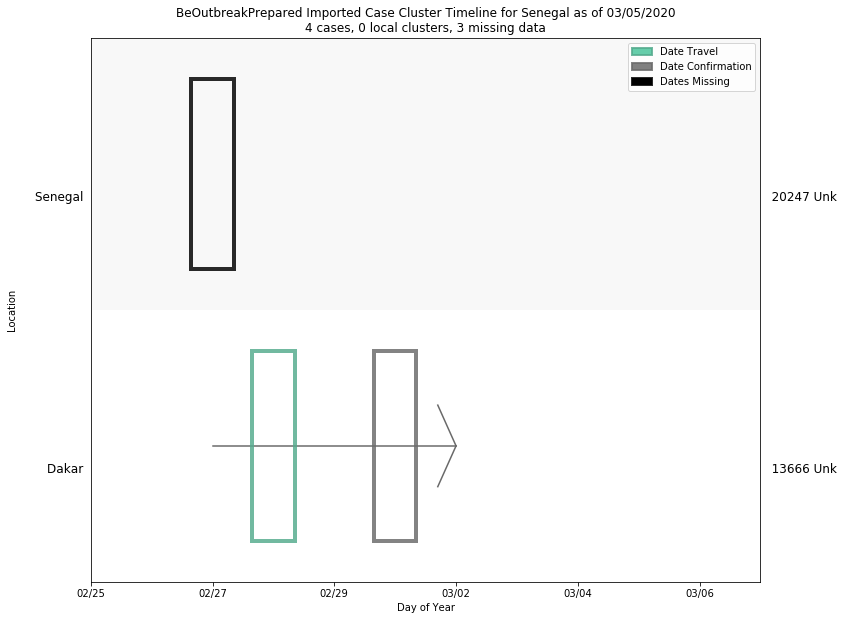 BeOutbreakPrepared Imported Case Cluster Timeline for Senegal as of 03/05/2020
4 cases, 0 local clusters, 3 missing data
Date Travel
Date Confirmation
Dates Missing
Senegal
20247 Unk
Location
Dakar
13666 Unk
02/25 02/27 02/29 03/02 03/04 03/06
Day of Year